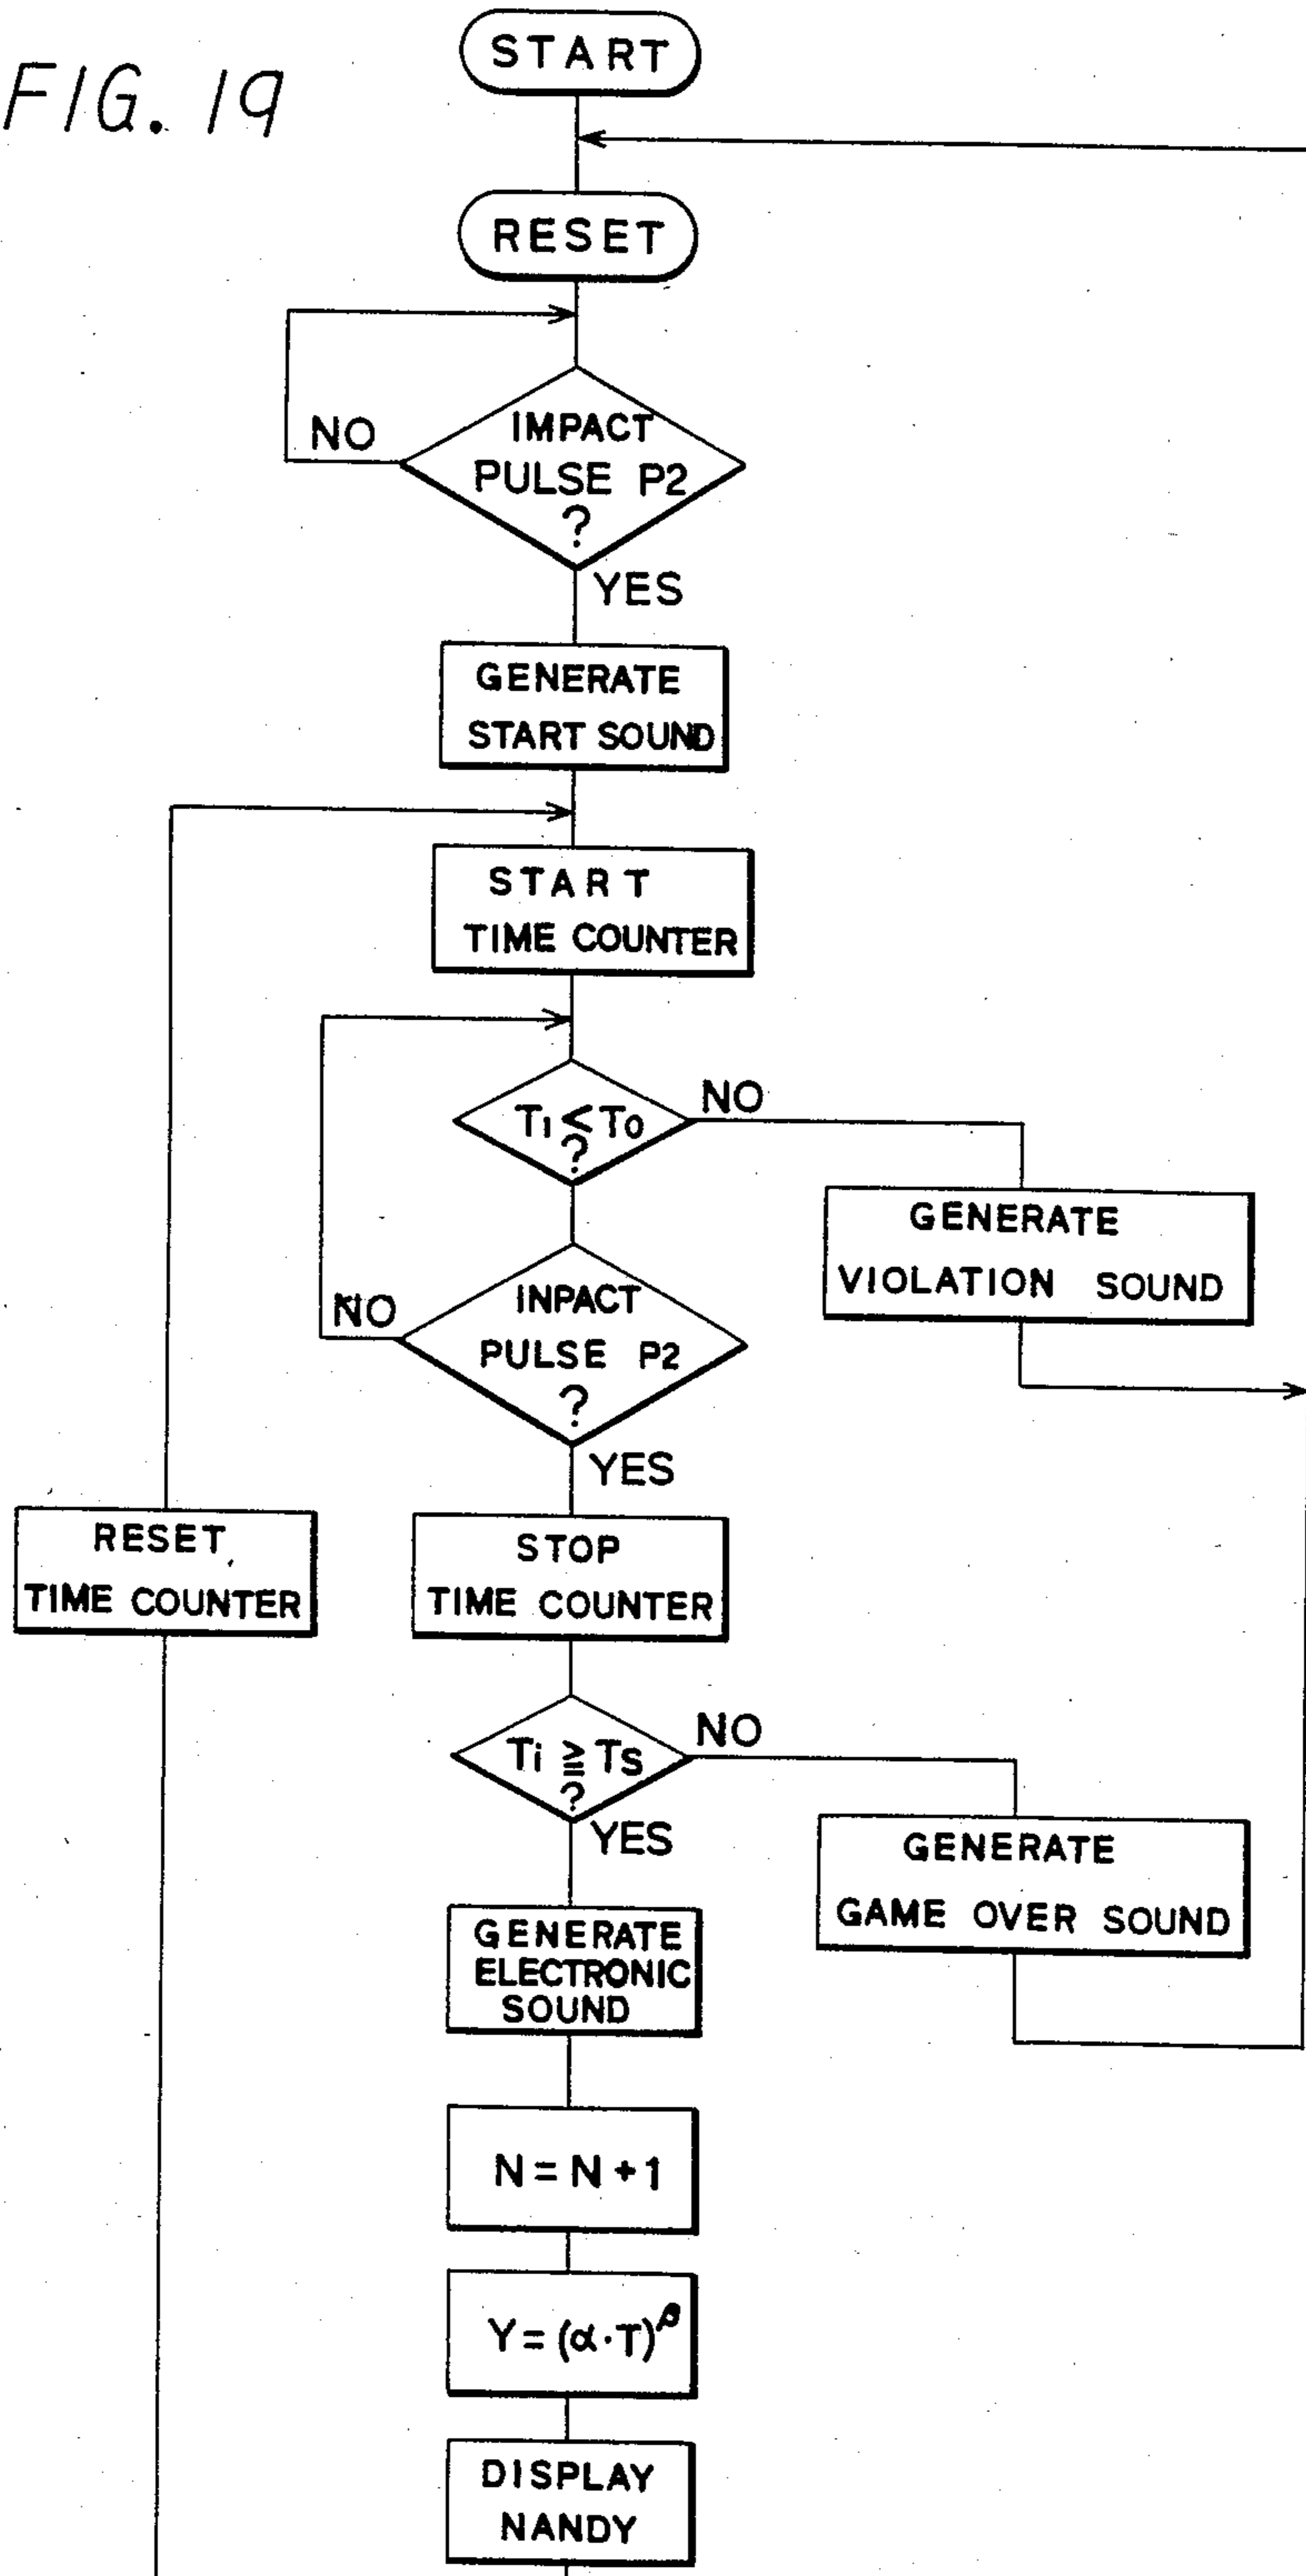 FIG. 19
START
RESET
IMPACT
PULSE P2
?
NO
YES
GENERATE
START SOUND
START
TIME COUNTER
T1 < To
?
NO
GENERATE
VIOLATION SOUND
INPACT
PULSE P2
?
NO
YES
RESET
TIME COUNTER
STOP
TIME COUNTER
Ti ≧ Ts
?
NO
YES
GENERATE
GAME OVER SOUND
GENERATE
ELECTRONIC
SOUND
N = N + 1
Y = (α · T)^β
DISPLAY
NANDY